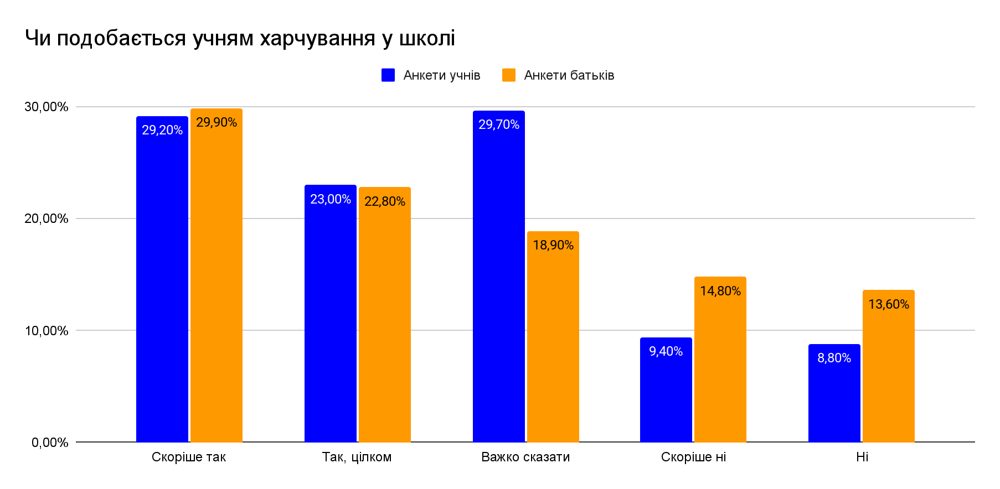 Чи подобається учням харчування у школі
Анкети учнів
Анкети батьків
30,00%
20,00%
10,00%
0,00%
29,20%
29,90%
23,00%
22,80%
29,70%
18,90%
9,40%
14,80%
8,80%
13,60%
Скоріше так
Так, цілком
Важко сказати
Скоріше ні
Ні